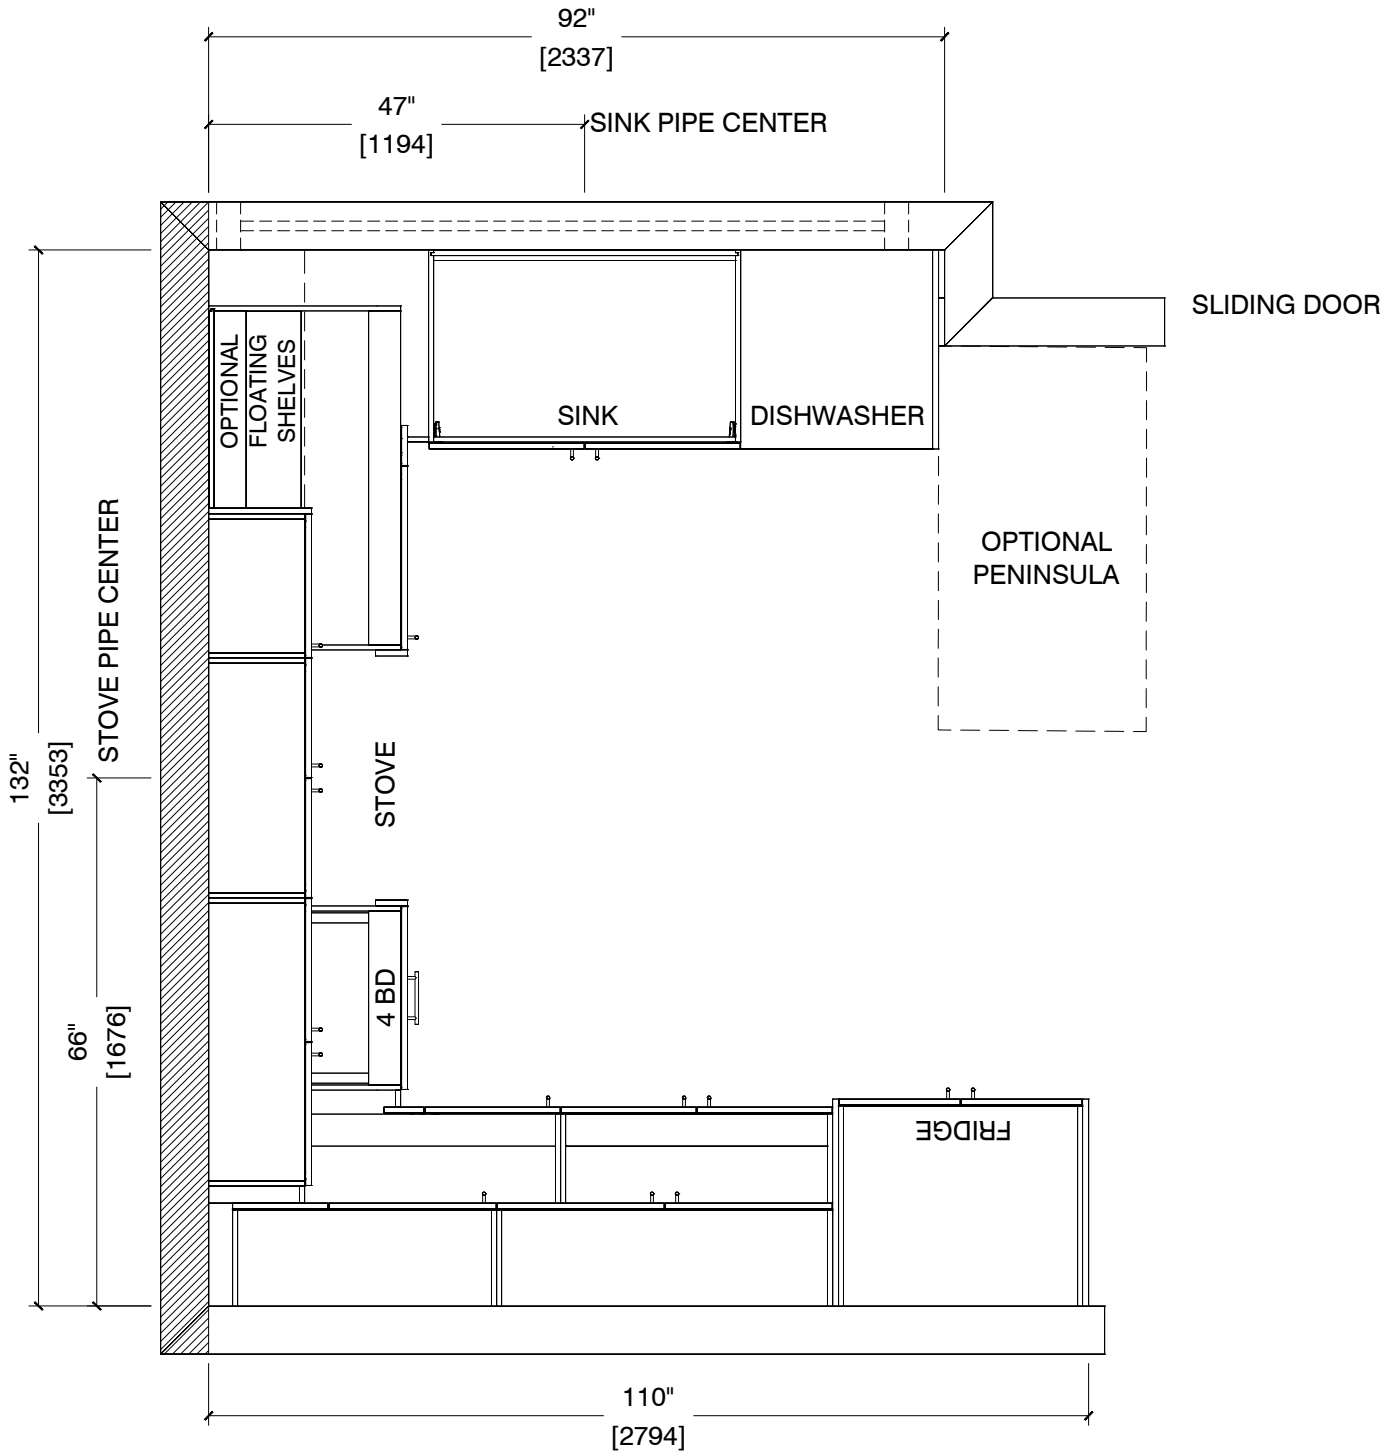 92"
[2337]
47"
[1194]
SINK PIPE CENTER
SLIDING DOOR
OPTIONAL
FLOATING
SHELVES
SINK
DISHWASHER
STOVE PIPE CENTER
OPTIONAL
PENINSULA
132"
[3353]
STOVE
66"
[1676]
4 BD
FRIDGE
110"
[2794]